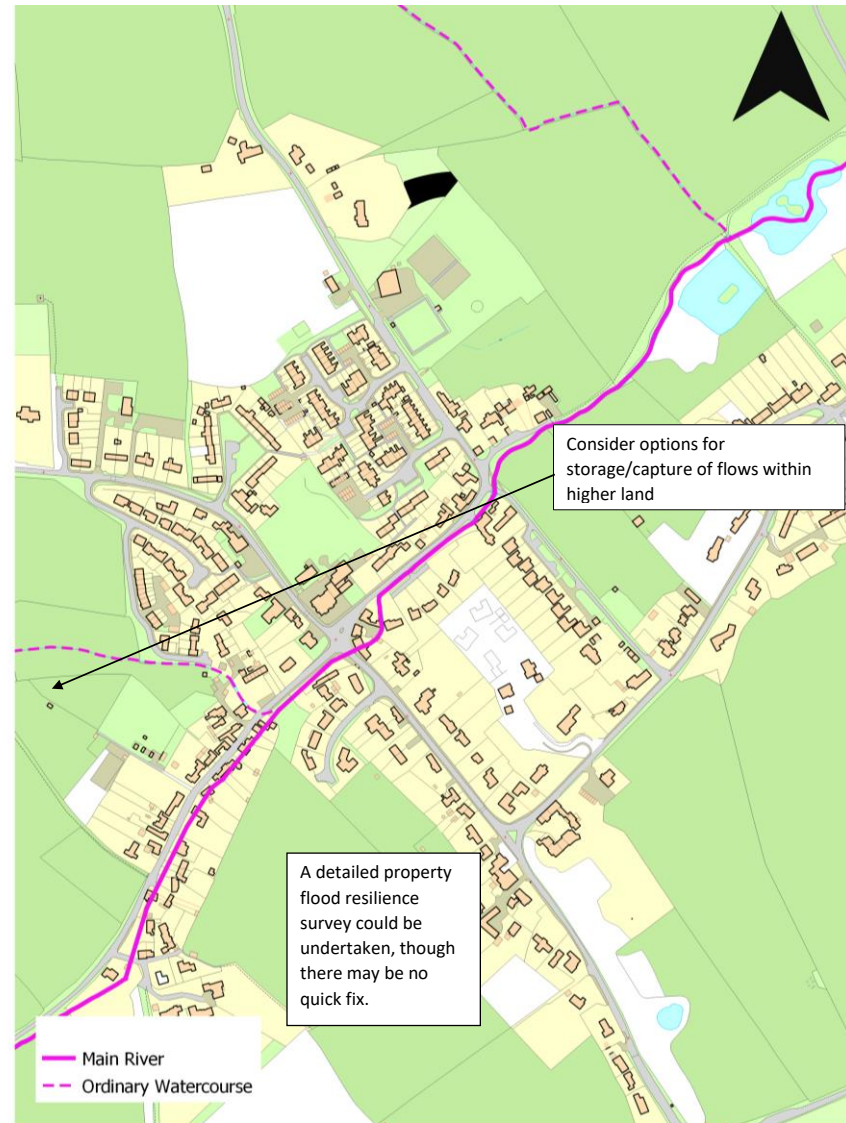 Consider options for
storage/capture of flows within
higher land
A detailed property
flood resilience
survey could be
undertaken, though
there may be no
quick fix.
Main River
Ordinary Watercourse